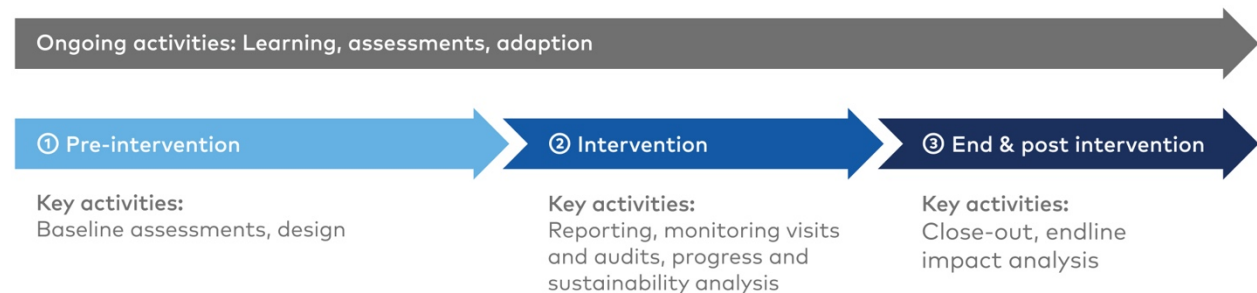 Ongoing activities: Learning, assessments, adaption
① Pre-intervention
② Intervention
③ End & post intervention
Key activities:
Baseline assessments, design
Key activities:
Reporting, monitoring visits
and audits, progress and
sustainability analysis
Key activities:
Close-out, endline
impact analysis